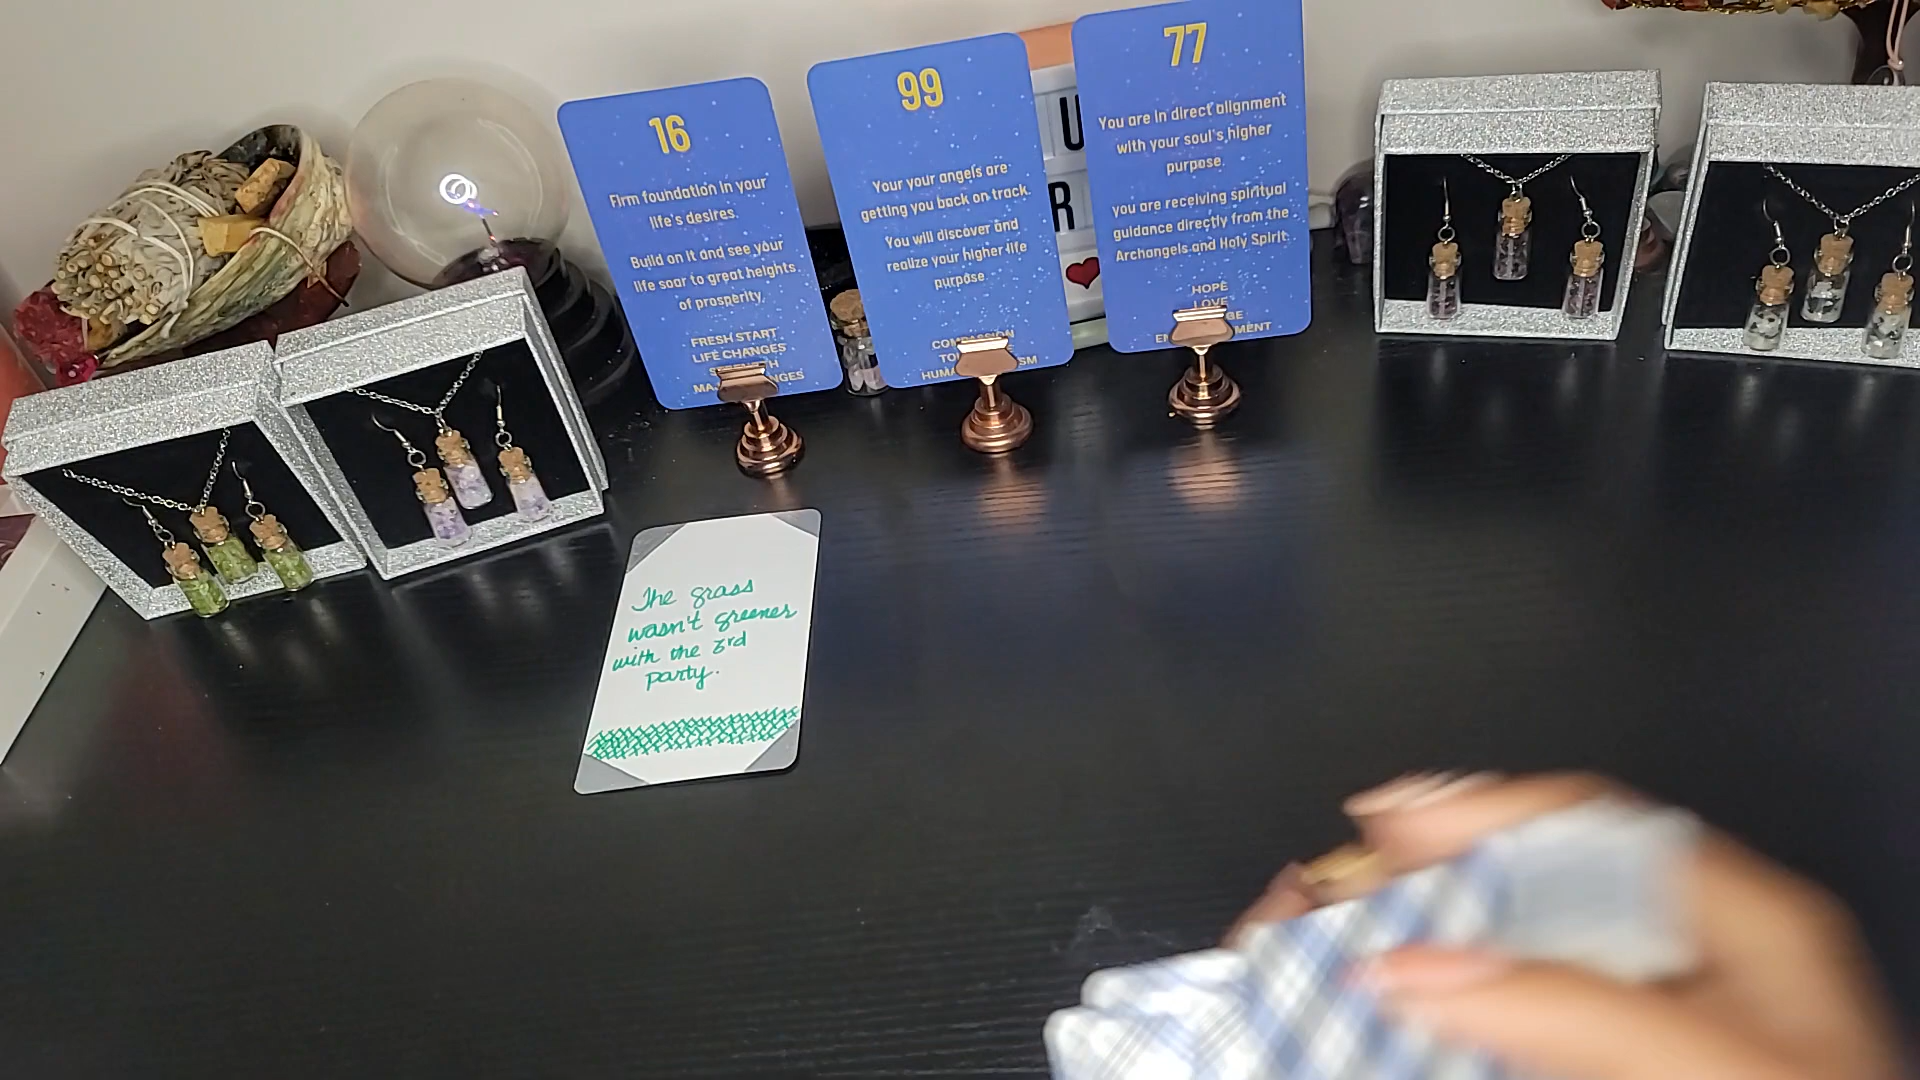 16
Firm foundation in your
life's desires.
Build on it and see your
life soar to great heights
of prosperity.
FRESH START
LIFE CHANGES
99
Your your angels are
getting you back on track.
You will discover and
realize your higher life
purpose.
77
You are in direct alignment
with your soul's higher
purpose.
you are receiving spiritual
guidance directly from the
Archangels and Holy Spirit.
HOPE
LOVE
U
R
The grass
wasn't greener
with the 3rd
party.